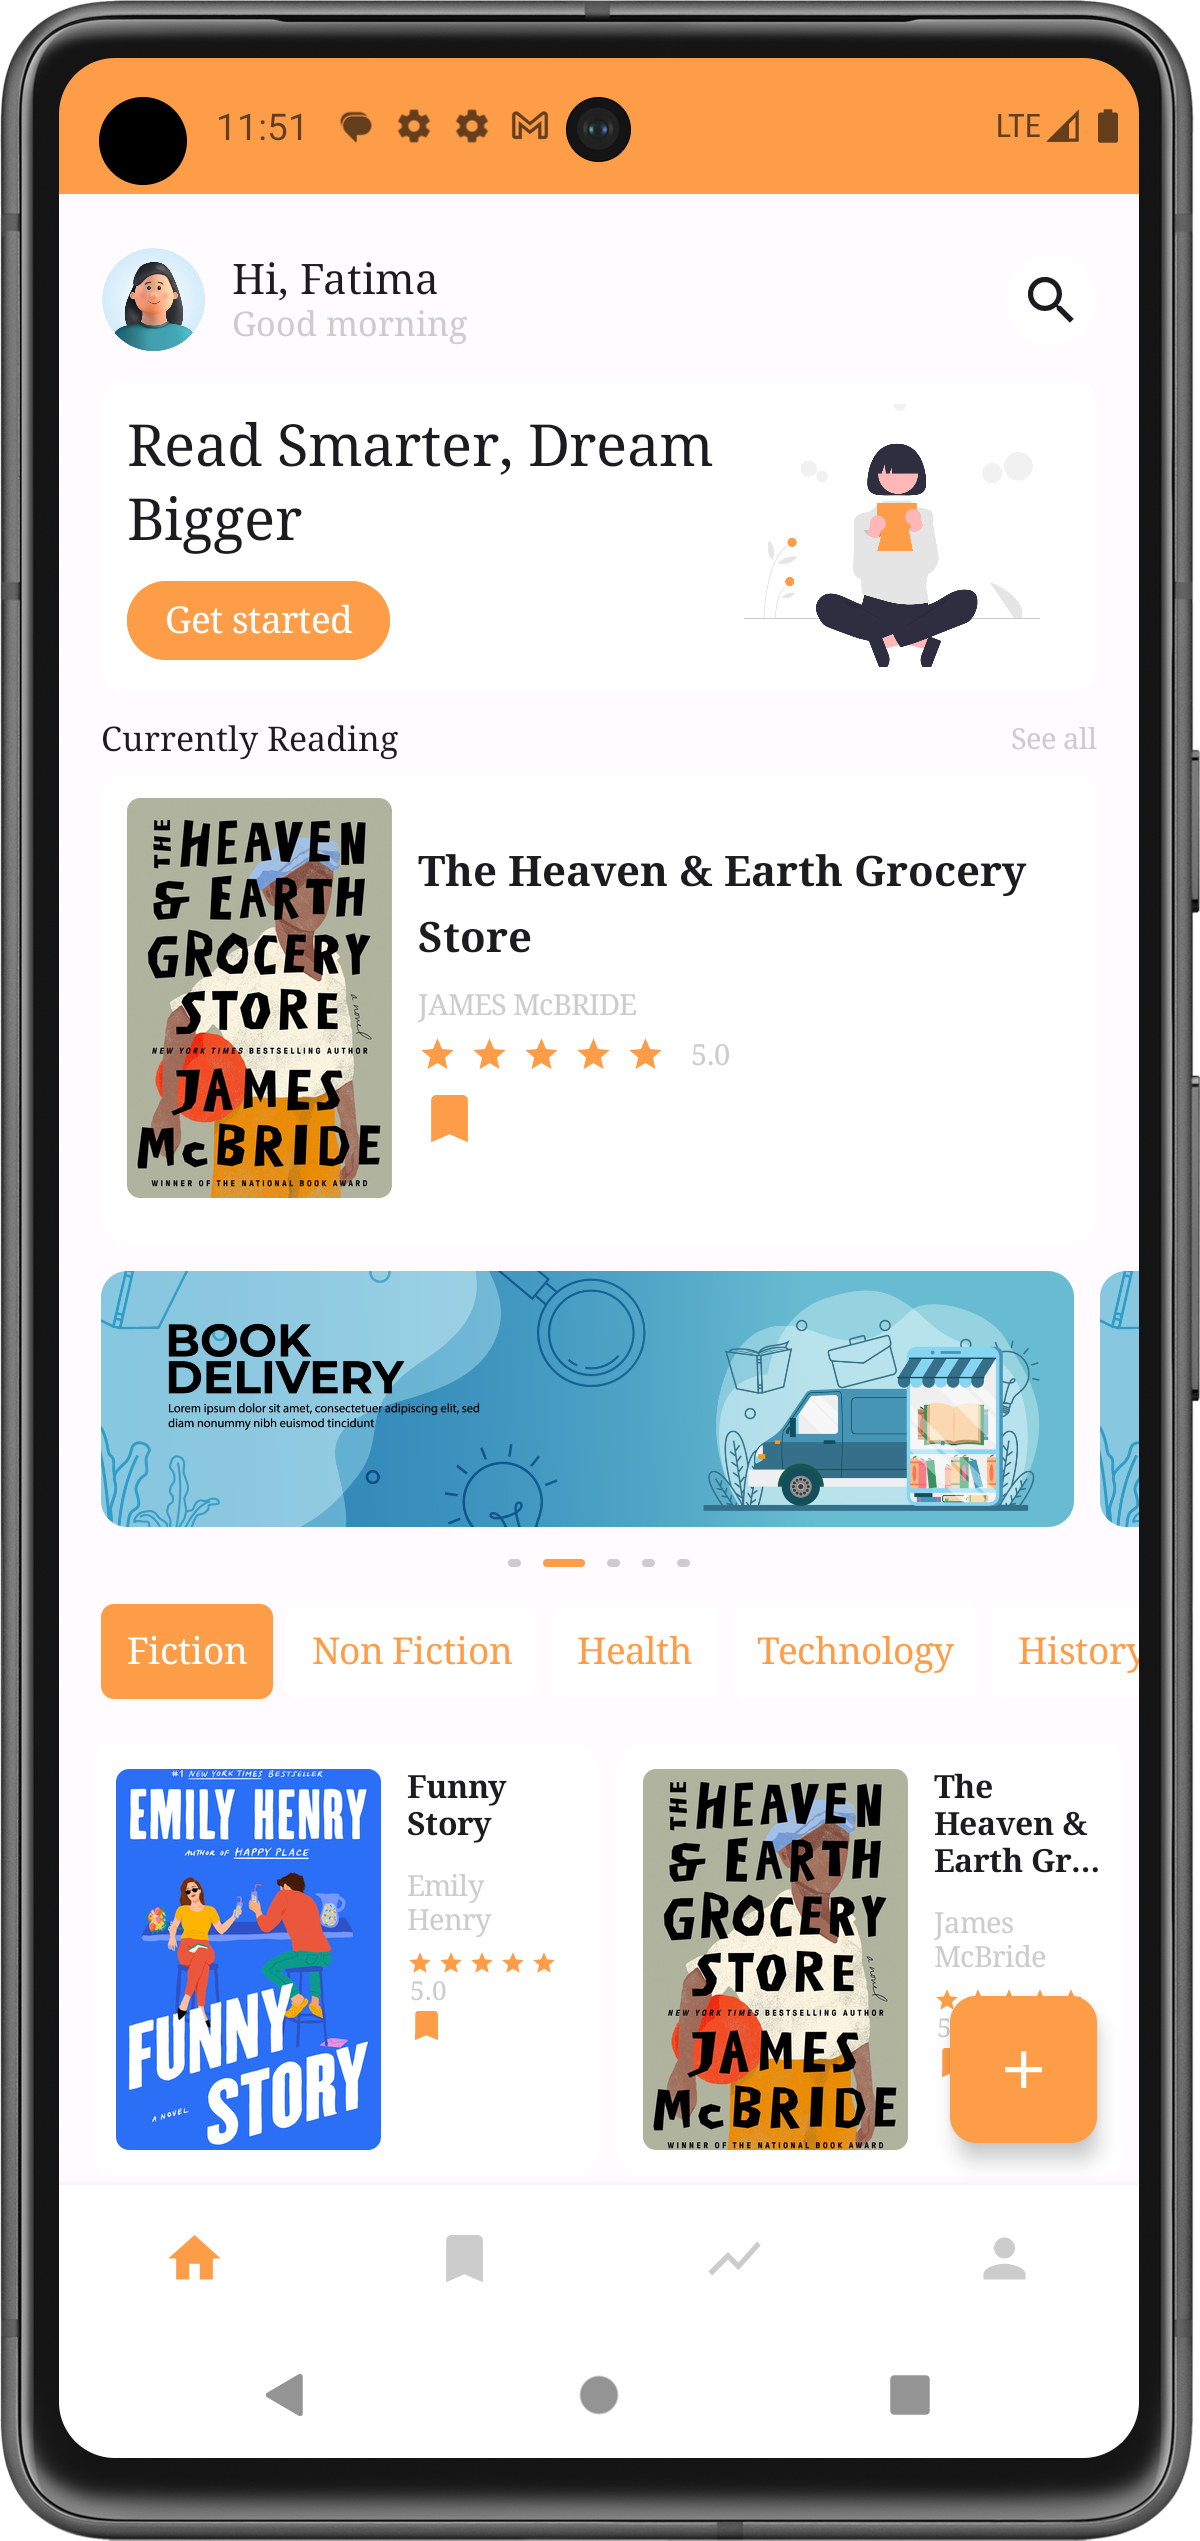 11:51
LTE
Hi, Fatima
Good morning
Read Smarter, Dream
Bigger
Get started
Currently Reading
See all
THE HEAVEN
& EARTH
GROCERY
STORE
a novel
NEW YORK TIMES BESTSELLING AUTHOR
JAMES
McBRIDE
WINNER OF THE NATIONAL BOOK AWARD
The Heaven & Earth Grocery
Store
JAMES McBRIDE
5.0
BOOK
DELIVERY
Lorem ipsum dolor sit amet, consectetuer adipiscing elit, sed
diam nonummy nibh euismod tincidunt
Fiction
Non Fiction
Health
Technology
History
#1 NEW YORK TIMES BESTSELLER
EMILY HENRY
AUTHOR OF HAPPY PLACE
FUNNY
STORY
A NOVEL
Funny
Story
Emily
Henry
5.0
THE HEAVEN
& EARTH
GROCERY
STORE
a novel
NEW YORK TIMES BESTSELLING AUTHOR
JAMES
McBRIDE
WINNER OF THE NATIONAL BOOK AWARD
The
Heaven &
Earth Gr...
James
McBride
5
+